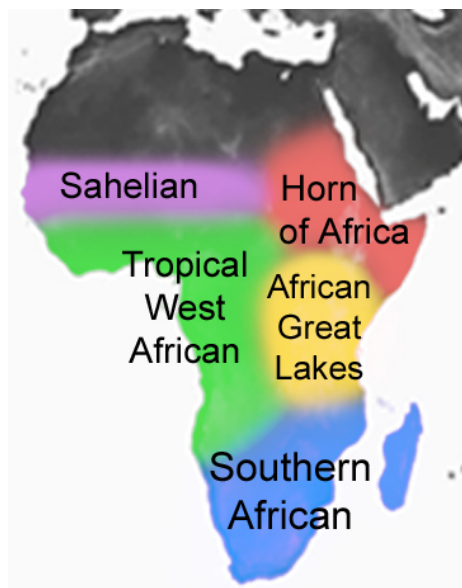 Sahelian
Horn
of Africa
Tropical
West
African
African
Great
Lakes
Southern
African